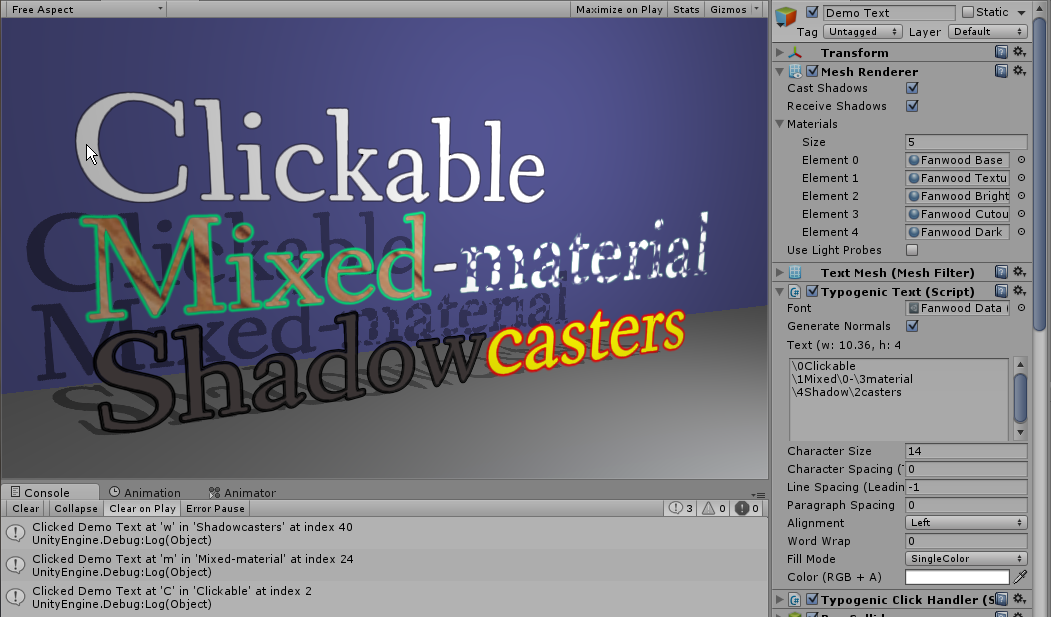 Free Aspect
Maximize on Play Stats Gizmos
Clickable
Mixed-material
Shadowcasters
Console Animation Animator
Clear Collapse Clear on Play Error Pause 3 0 0
Clicked Demo Text at 'w' in 'Shadowcasters' at index 40
UnityEngine.Debug:Log(Object)
Clicked Demo Text at 'm' in 'Mixed-material' at index 24
UnityEngine.Debug:Log(Object)
Clicked Demo Text at 'C' in 'Clickable' at index 2
UnityEngine.Debug:Log(Object)
Demo Text Static
Tag Untagged Layer Default
Transform
Mesh Renderer
Cast Shadows
Receive Shadows
Materials
Size 5
Element 0 Fanwood Base
Element 1 Fanwood Textu
Element 2 Fanwood Bright
Element 3 Fanwood Cutou
Element 4 Fanwood Dark
Use Light Probes
Text Mesh (Mesh Filter)
Typogenic Text (Script)
Font Fanwood Data
Generate Normals
Text (w: 10.36, h: 4
\0Clickable
\1Mixed\0-\3material
\4Shadow\2casters
Character Size 14
Character Spacing (T 0
Line Spacing (Leadin -1
Paragraph Spacing 0
Alignment Left
Word Wrap 0
Fill Mode SingleColor
Color (RGB + A)
Typogenic Click Handler (S